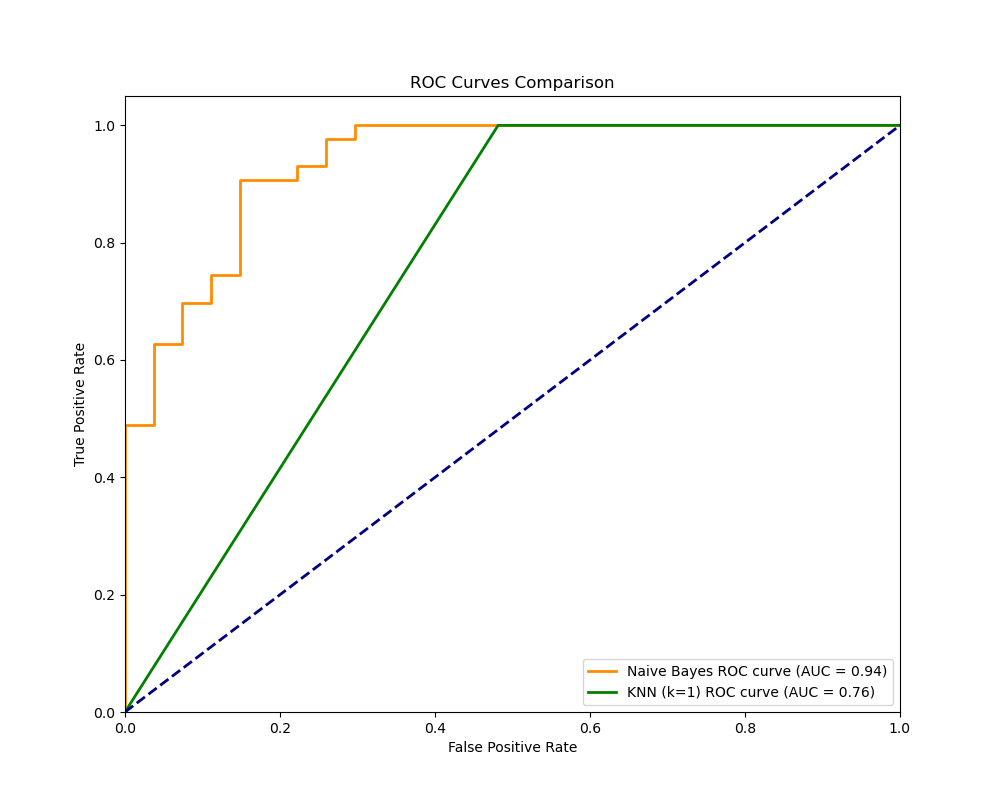 ROC Curves Comparison
1.0
0.8
0.6
0.4
0.2
0.0
True Positive Rate
0.0 0.2 0.4 0.6 0.8 1.0
False Positive Rate
Naive Bayes ROC curve (AUC = 0.94)
KNN (k=1) ROC curve (AUC = 0.76)